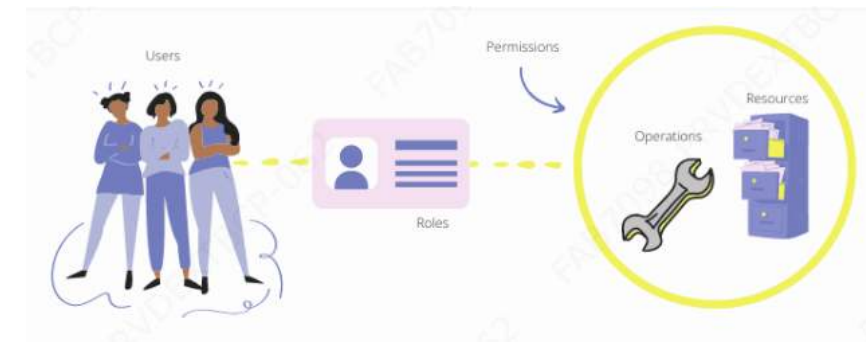 Users
Permissions
Resources
Operations
Roles